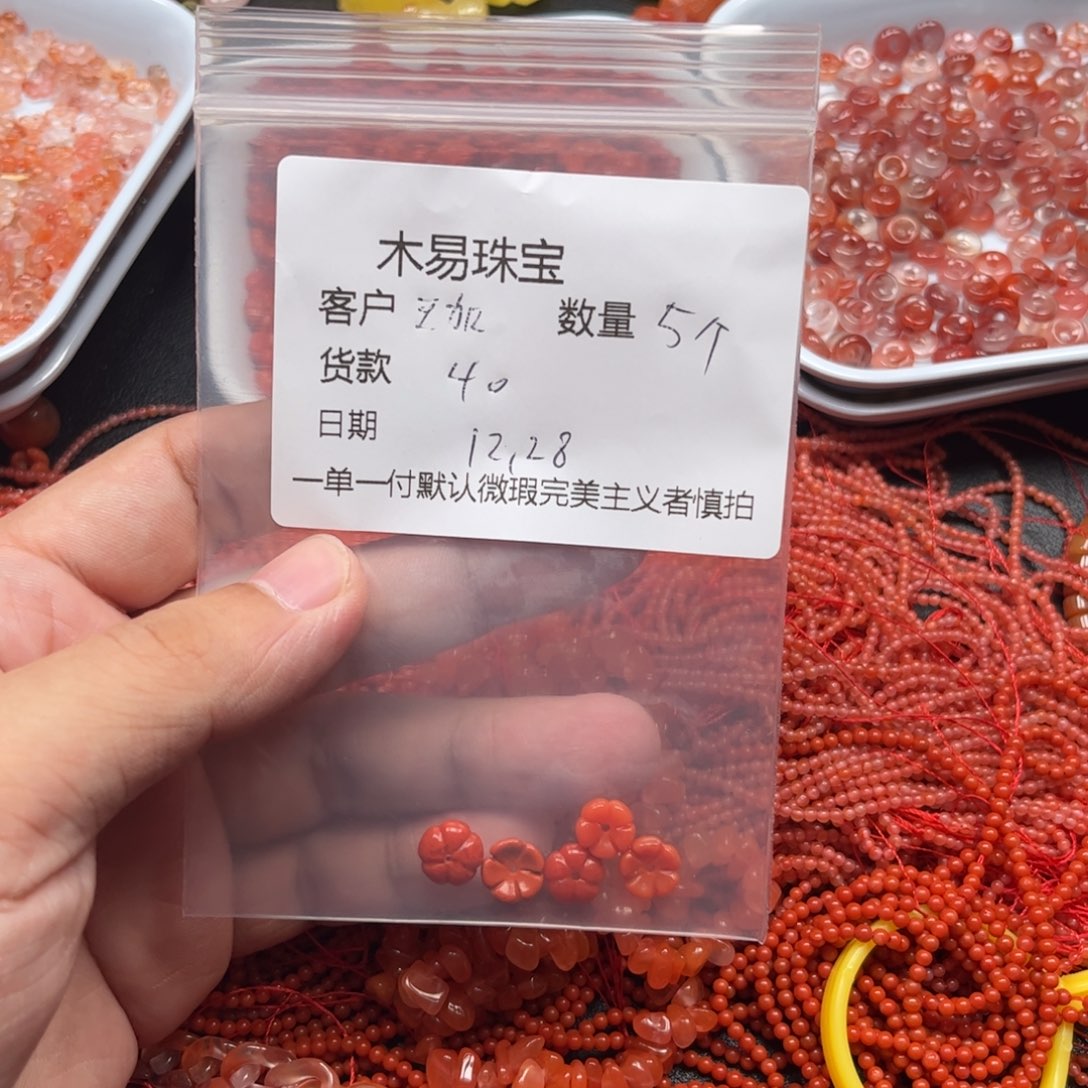 木易珠宝
客户 数量 5个
货款 40
日期 12,28
一单一付默认微瑕完美主义者慎拍